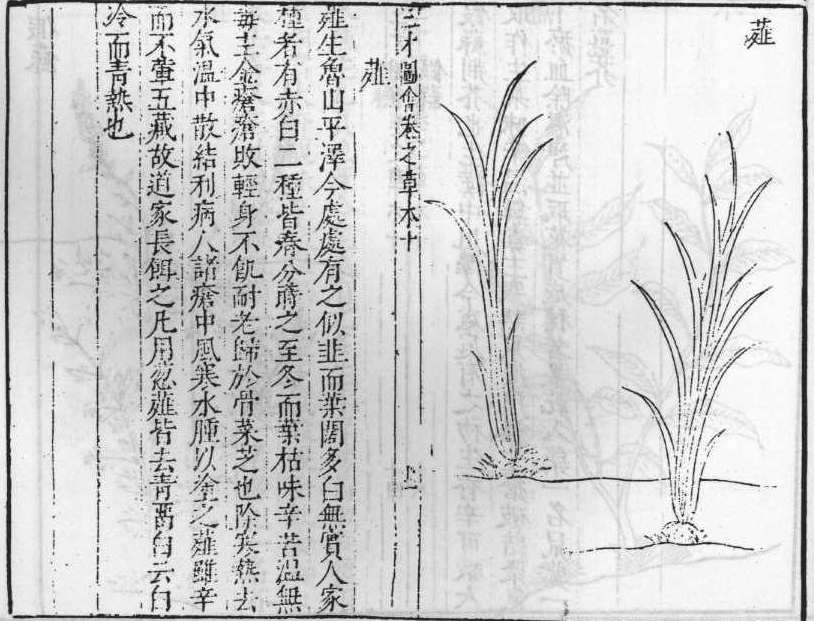 薤
三才圖會卷之草木十
十一
薤
薤生魯山平澤今處處有之似韭而葉闊多白無實人家
種者有赤白二種皆春分蒔之至冬而葉枯味辛苦溫無
毒主金瘡瘡敗輕身不飢耐老歸於骨菜芝也除寒熱去
水氣溫中散結利病人諸瘡中風寒水腫以塗之薤雖辛
而不葷五藏故道家長餌之凡用葱薤皆去青留白云白
冷而青熱也